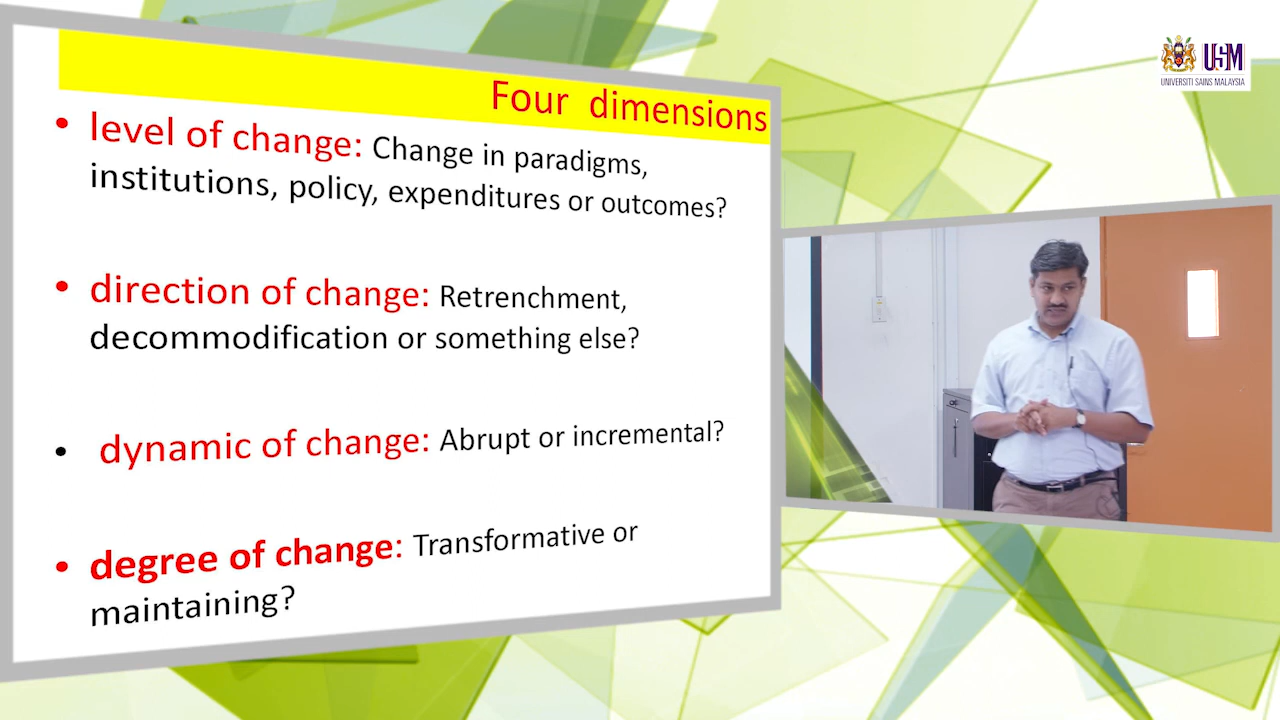 Four dimensions
• level of change: Change in paradigms,
institutions, policy, expenditures or outcomes?
• direction of change: Retrenchment,
decommodification or something else?
• dynamic of change: Abrupt or incremental?
• degree of change: Transformative or
maintaining?
USM
UNIVERSITI SAINS MALAYSIA